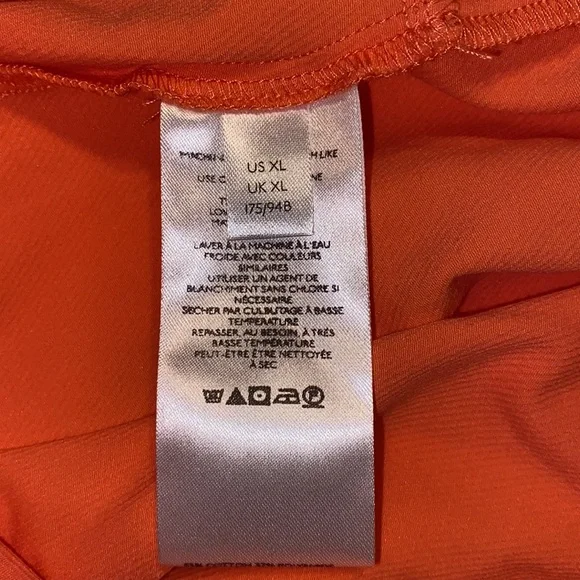 US XL
UK XL
175/94B
LIKE
USE
LAVER À LA MACHINE À L'EAU
FROIDE AVEC COULEURS
SIMILAIRES
UTILISER UN AGENT DE
BLANCHIMENT SANS CHLORE SI
NÉCESSAIRE
SÉCHER PAR CULBUTAGE À BASSE
TEMPÉRATURE
REPASSER, AU BESOIN, À TRÈS
BASSE TEMPÉRATURE
PEUT-ÊTRE ÊTRE NETTOYÉE
À SEC